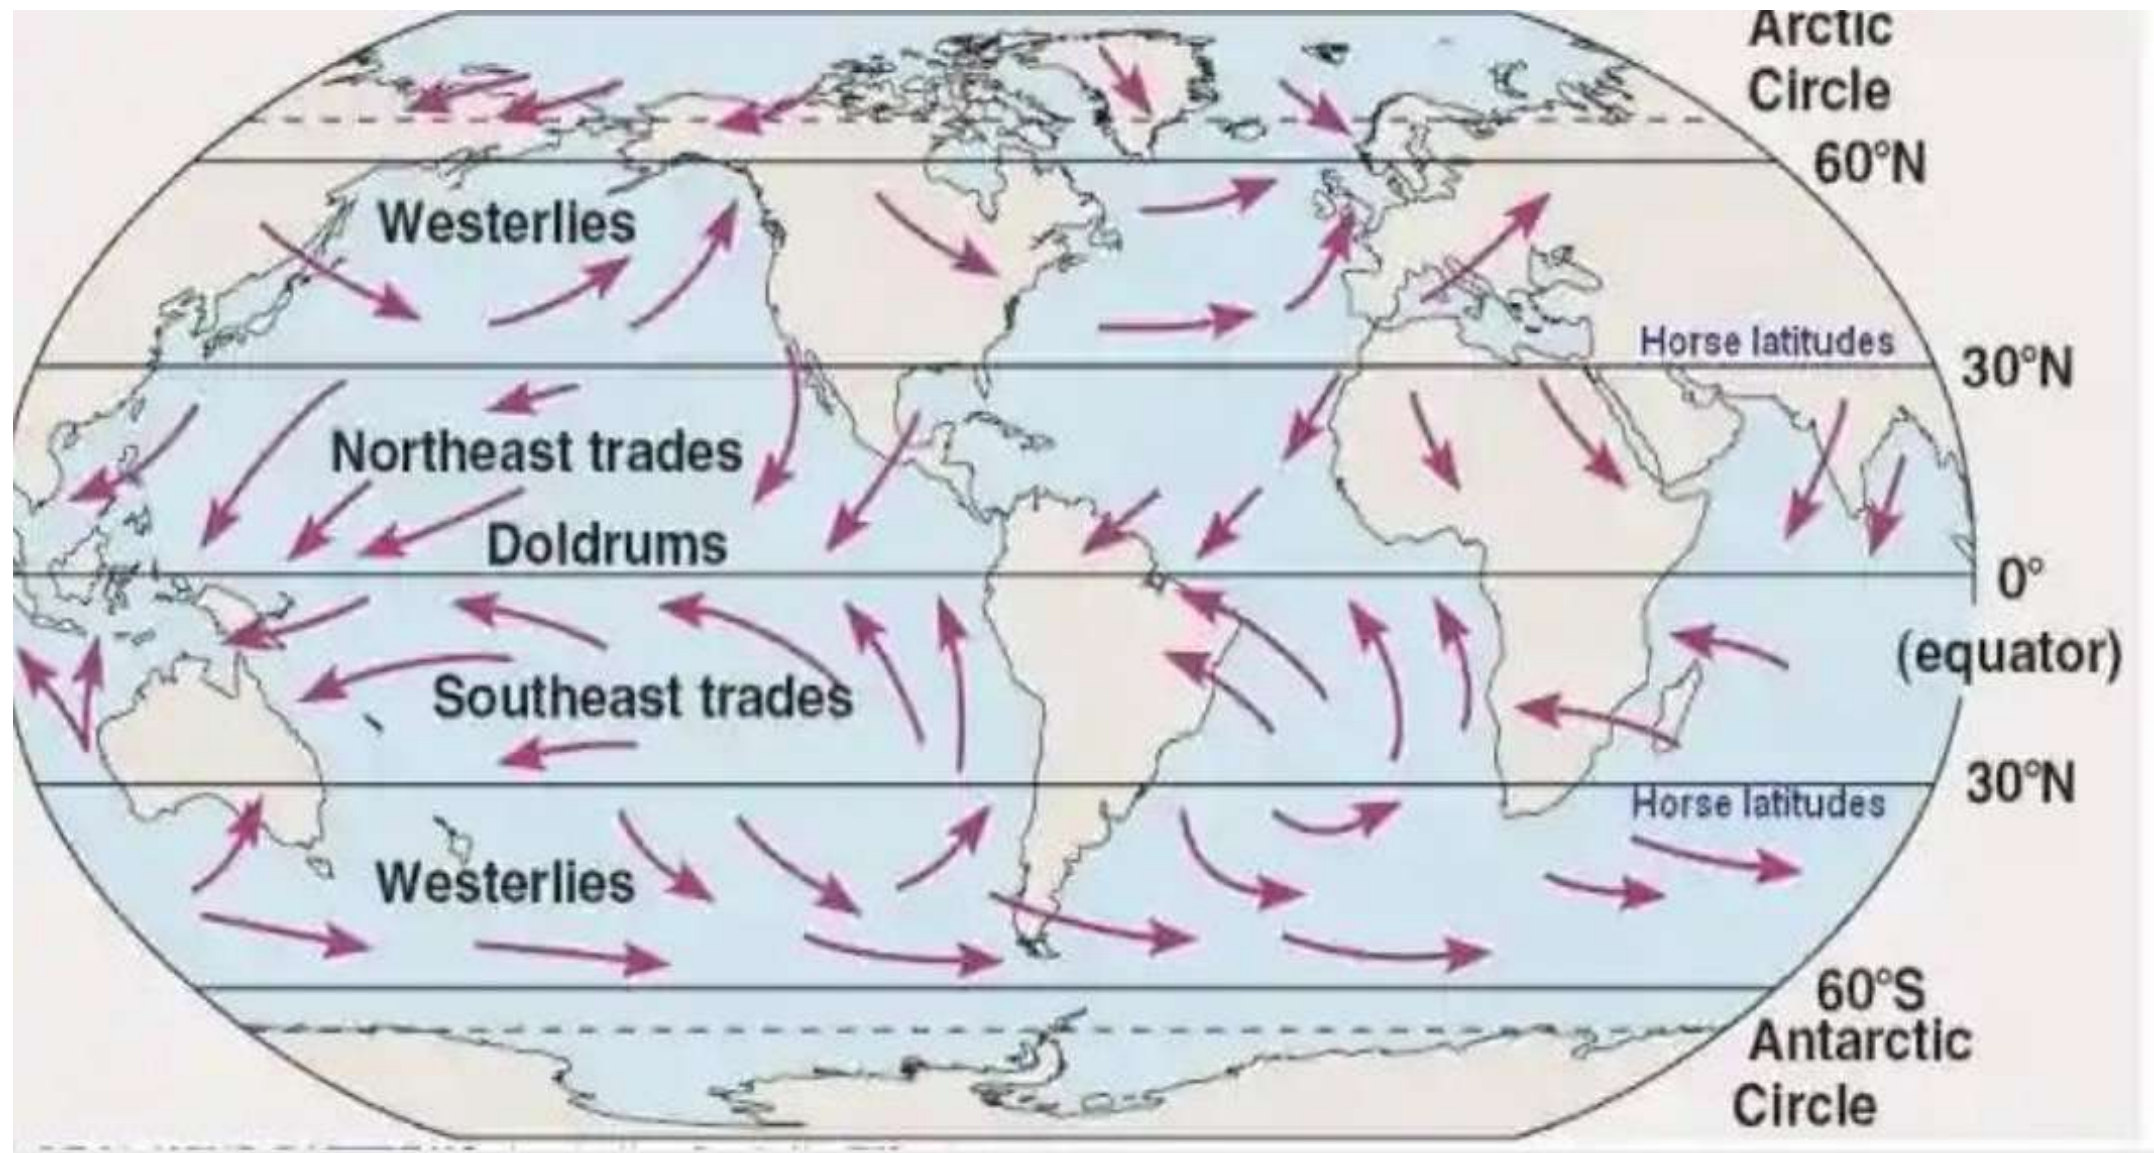 Arctic
Circle
60°N
Westerlies
Horse latitudes
30°N
Northeast trades
Doldrums
0°
(equator)
Southeast trades
30°N
Horse latitudes
Westerlies
60°S
Antarctic
Circle